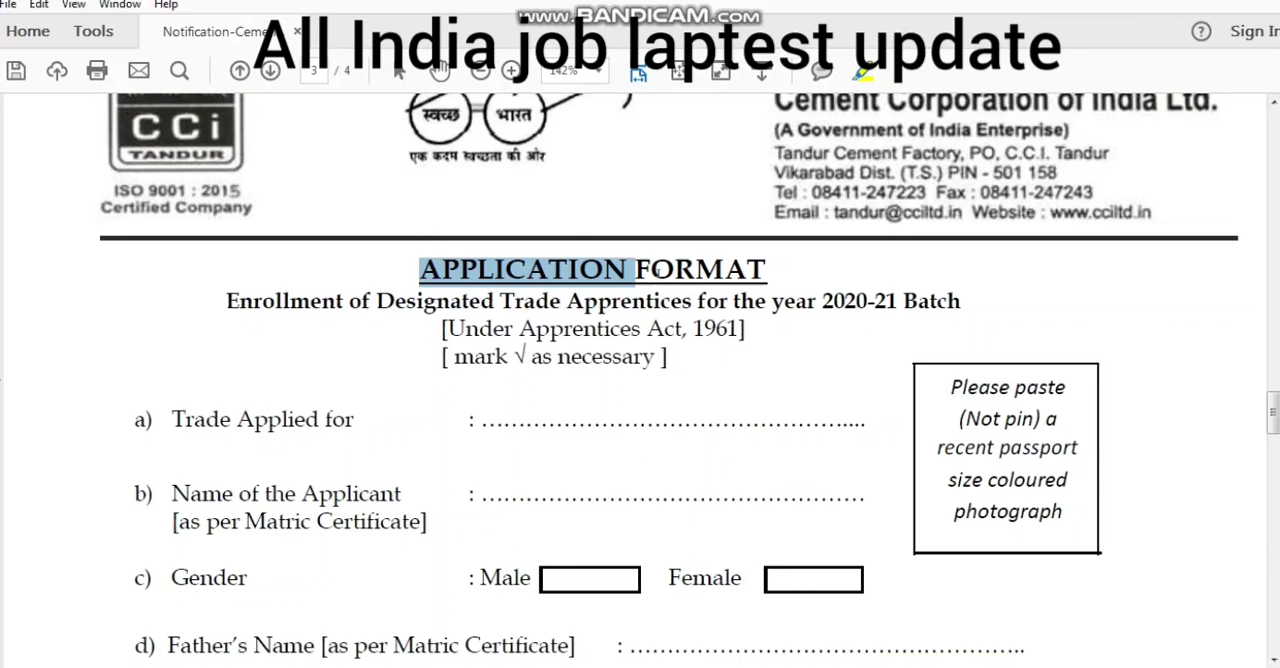 File Edit View Window Help
www.BANDICAM.com
Home Tools Notification-Ceme × Sign In
All India job laptest update
3 / 4 142%
CCi
TANDUR
ISO 9001 : 2015
Certified Company
स्वच्छ भारत
एक कदम स्वच्छता की ओर
Cement Corporation of India Ltd.
(A Government of India Enterprise)
Tandur Cement Factory, PO, C.C.I. Tandur
Vikarabad Dist. (T.S.) PIN - 501 158
Tel : 08411-247223 Fax : 08411-247243
Email : tandur@cciltd.in Website : www.cciltd.in
APPLICATION FORMAT
Enrollment of Designated Trade Apprentices for the year 2020-21 Batch
[Under Apprentices Act, 1961]
[ mark √ as necessary ]
Please paste
(Not pin) a
recent passport
size coloured
photograph
a) Trade Applied for : ................................................
b) Name of the Applicant : ................................................
[as per Matric Certificate]
c) Gender : Male Female
d) Father's Name [as per Matric Certificate] : ................................................